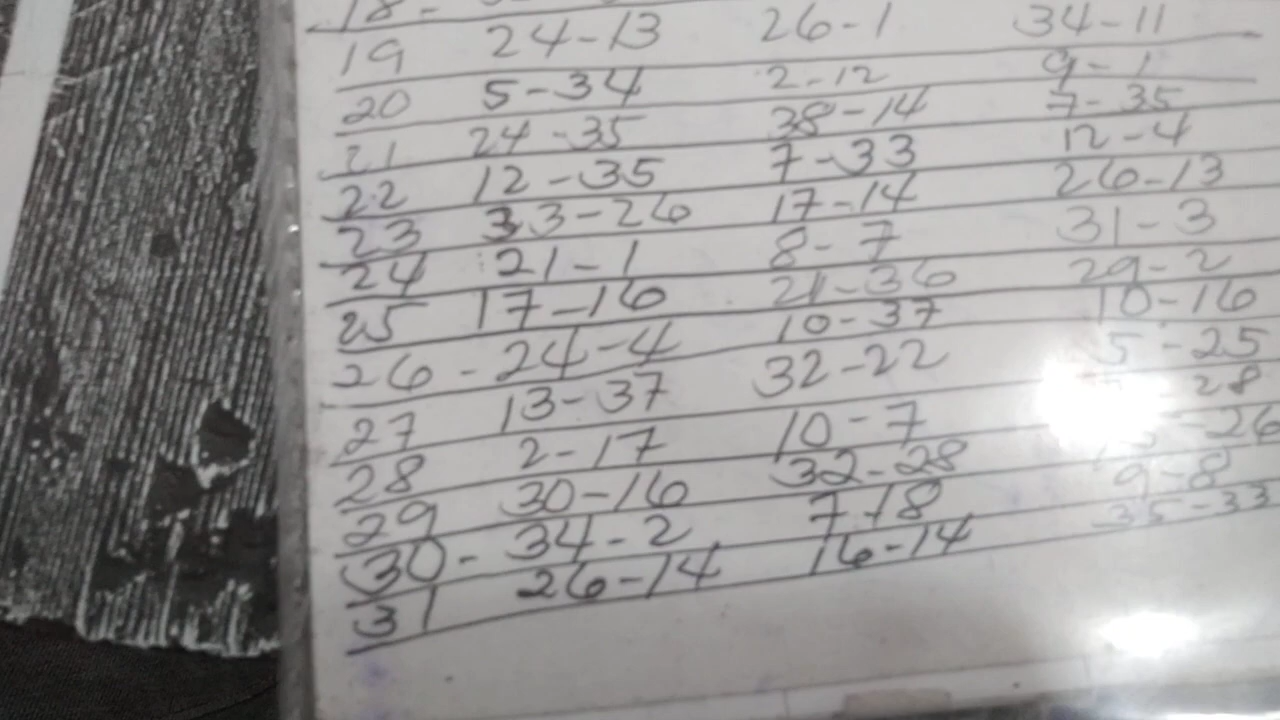 18-
19 24-13 26-1 34-11
20 5-34 2-12 9-1
21 24-35 38-14 7-35
22 12-35 7-33 12-4
23 33-26 17-14 26-13
24 21-1 8-7 31-3
25 17-16 21-36 29-2
26 - 24-4 10-37 10-16
27 13-37 32-22 5-25
28 2-17 10-7 28
29 30-16 32-28 -26
30 - 34-2 7-18 9-8
31 26-14 16-14 35-33